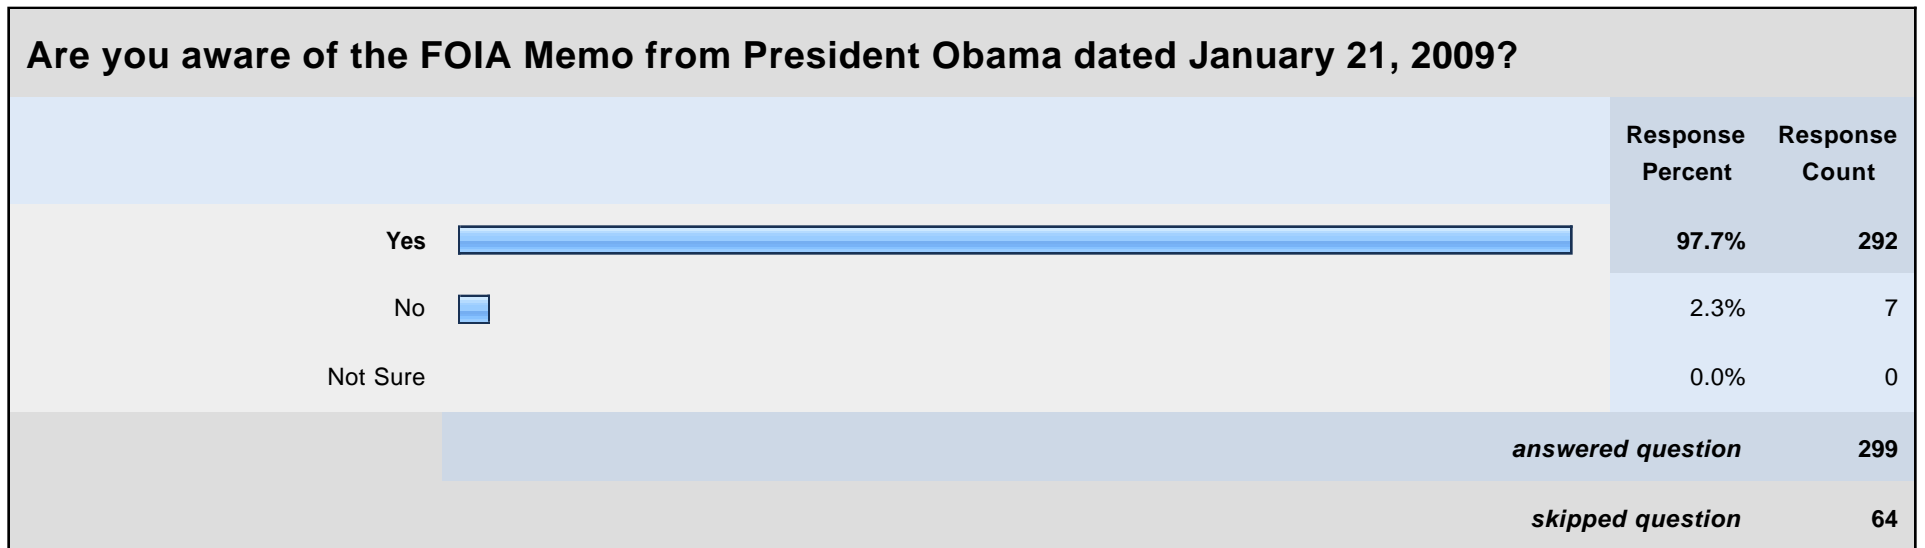 Are you aware of the FOIA Memo from President Obama dated January 21, 2009?
Response Response
Percent Count
Yes 97.7% 292
No 2.3% 7
Not Sure 0.0% 0
answered question 299
skipped question 64